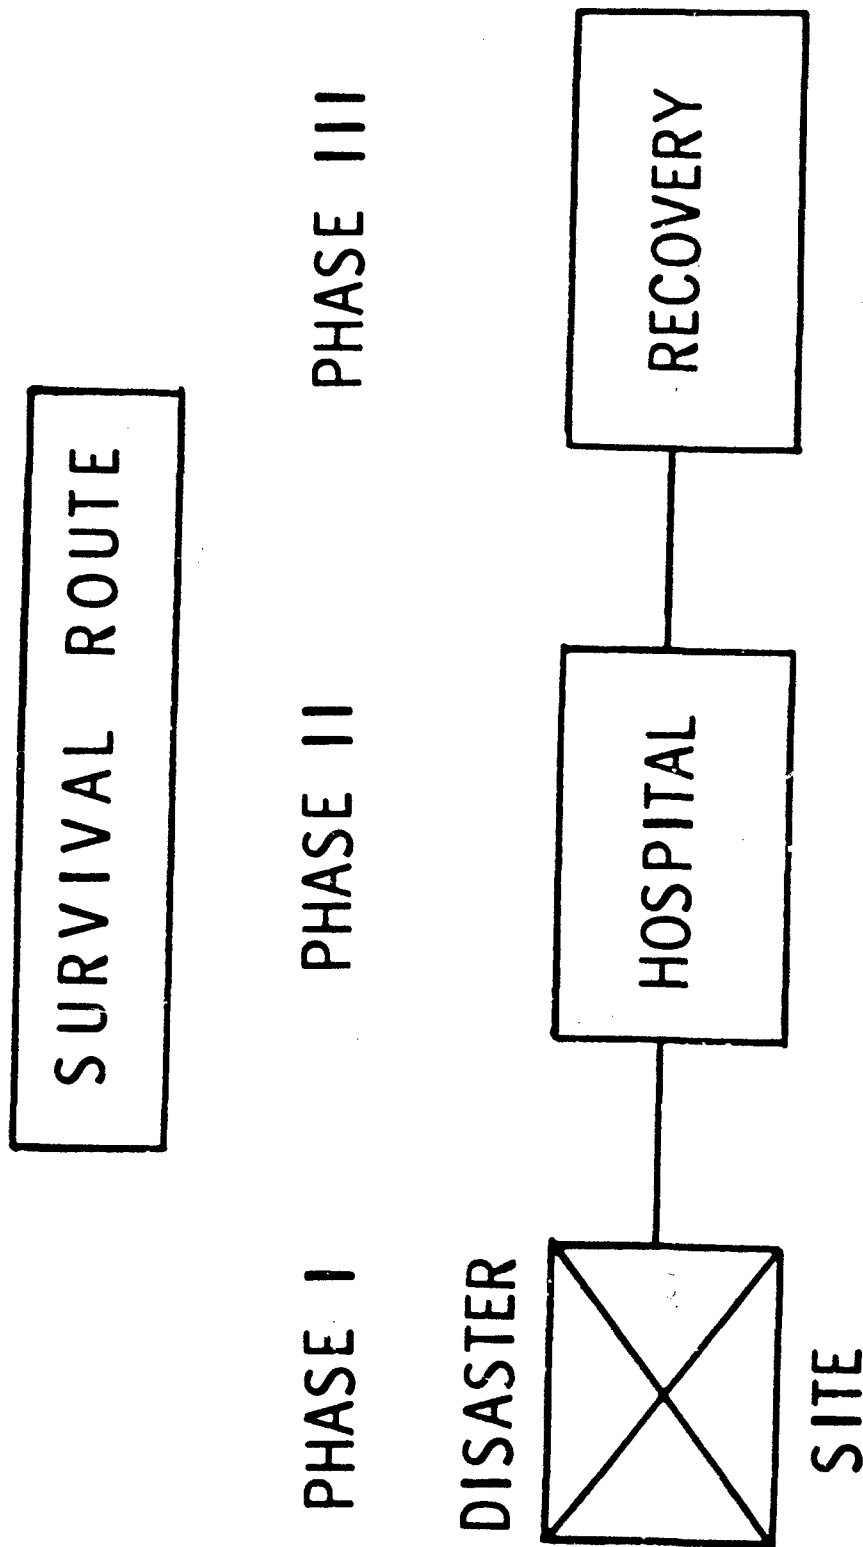 SURVIVAL ROUTE
PHASE I
PHASE II
PHASE III
DISASTER
SITE
HOSPITAL
RECOVERY